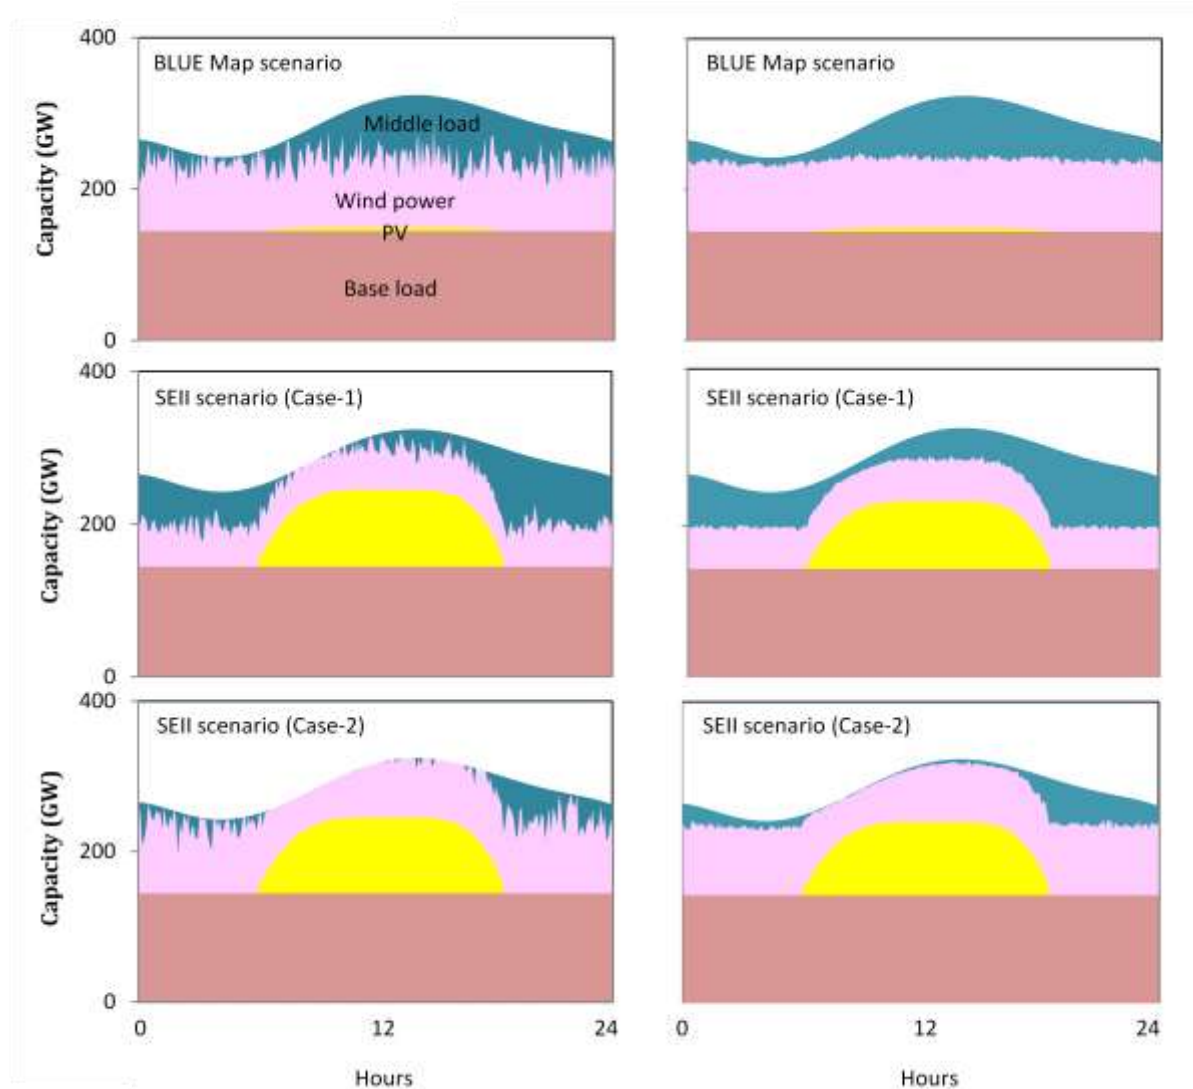 400
BLUE Map scenario
BLUE Map scenario
Capacity (GW)
Middle load
200
Wind power
PV
Base load
0
400
SEII scenario (Case-1)
SEII scenario (Case-1)
Capacity (GW)
200
0
400
SEII scenario (Case-2)
SEII scenario (Case-2)
Capacity (GW)
200
0
0 12 24
0 12 24
Hours
Hours